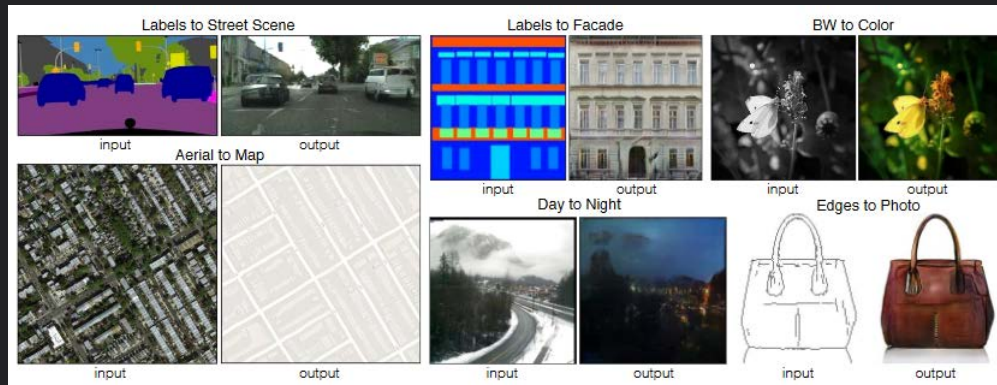 Labels to Street Scene
input
output
Aerial to Map
input
output
Labels to Facade
input
output
BW to Color
input
output
Day to Night
input
output
Edges to Photo
input
output